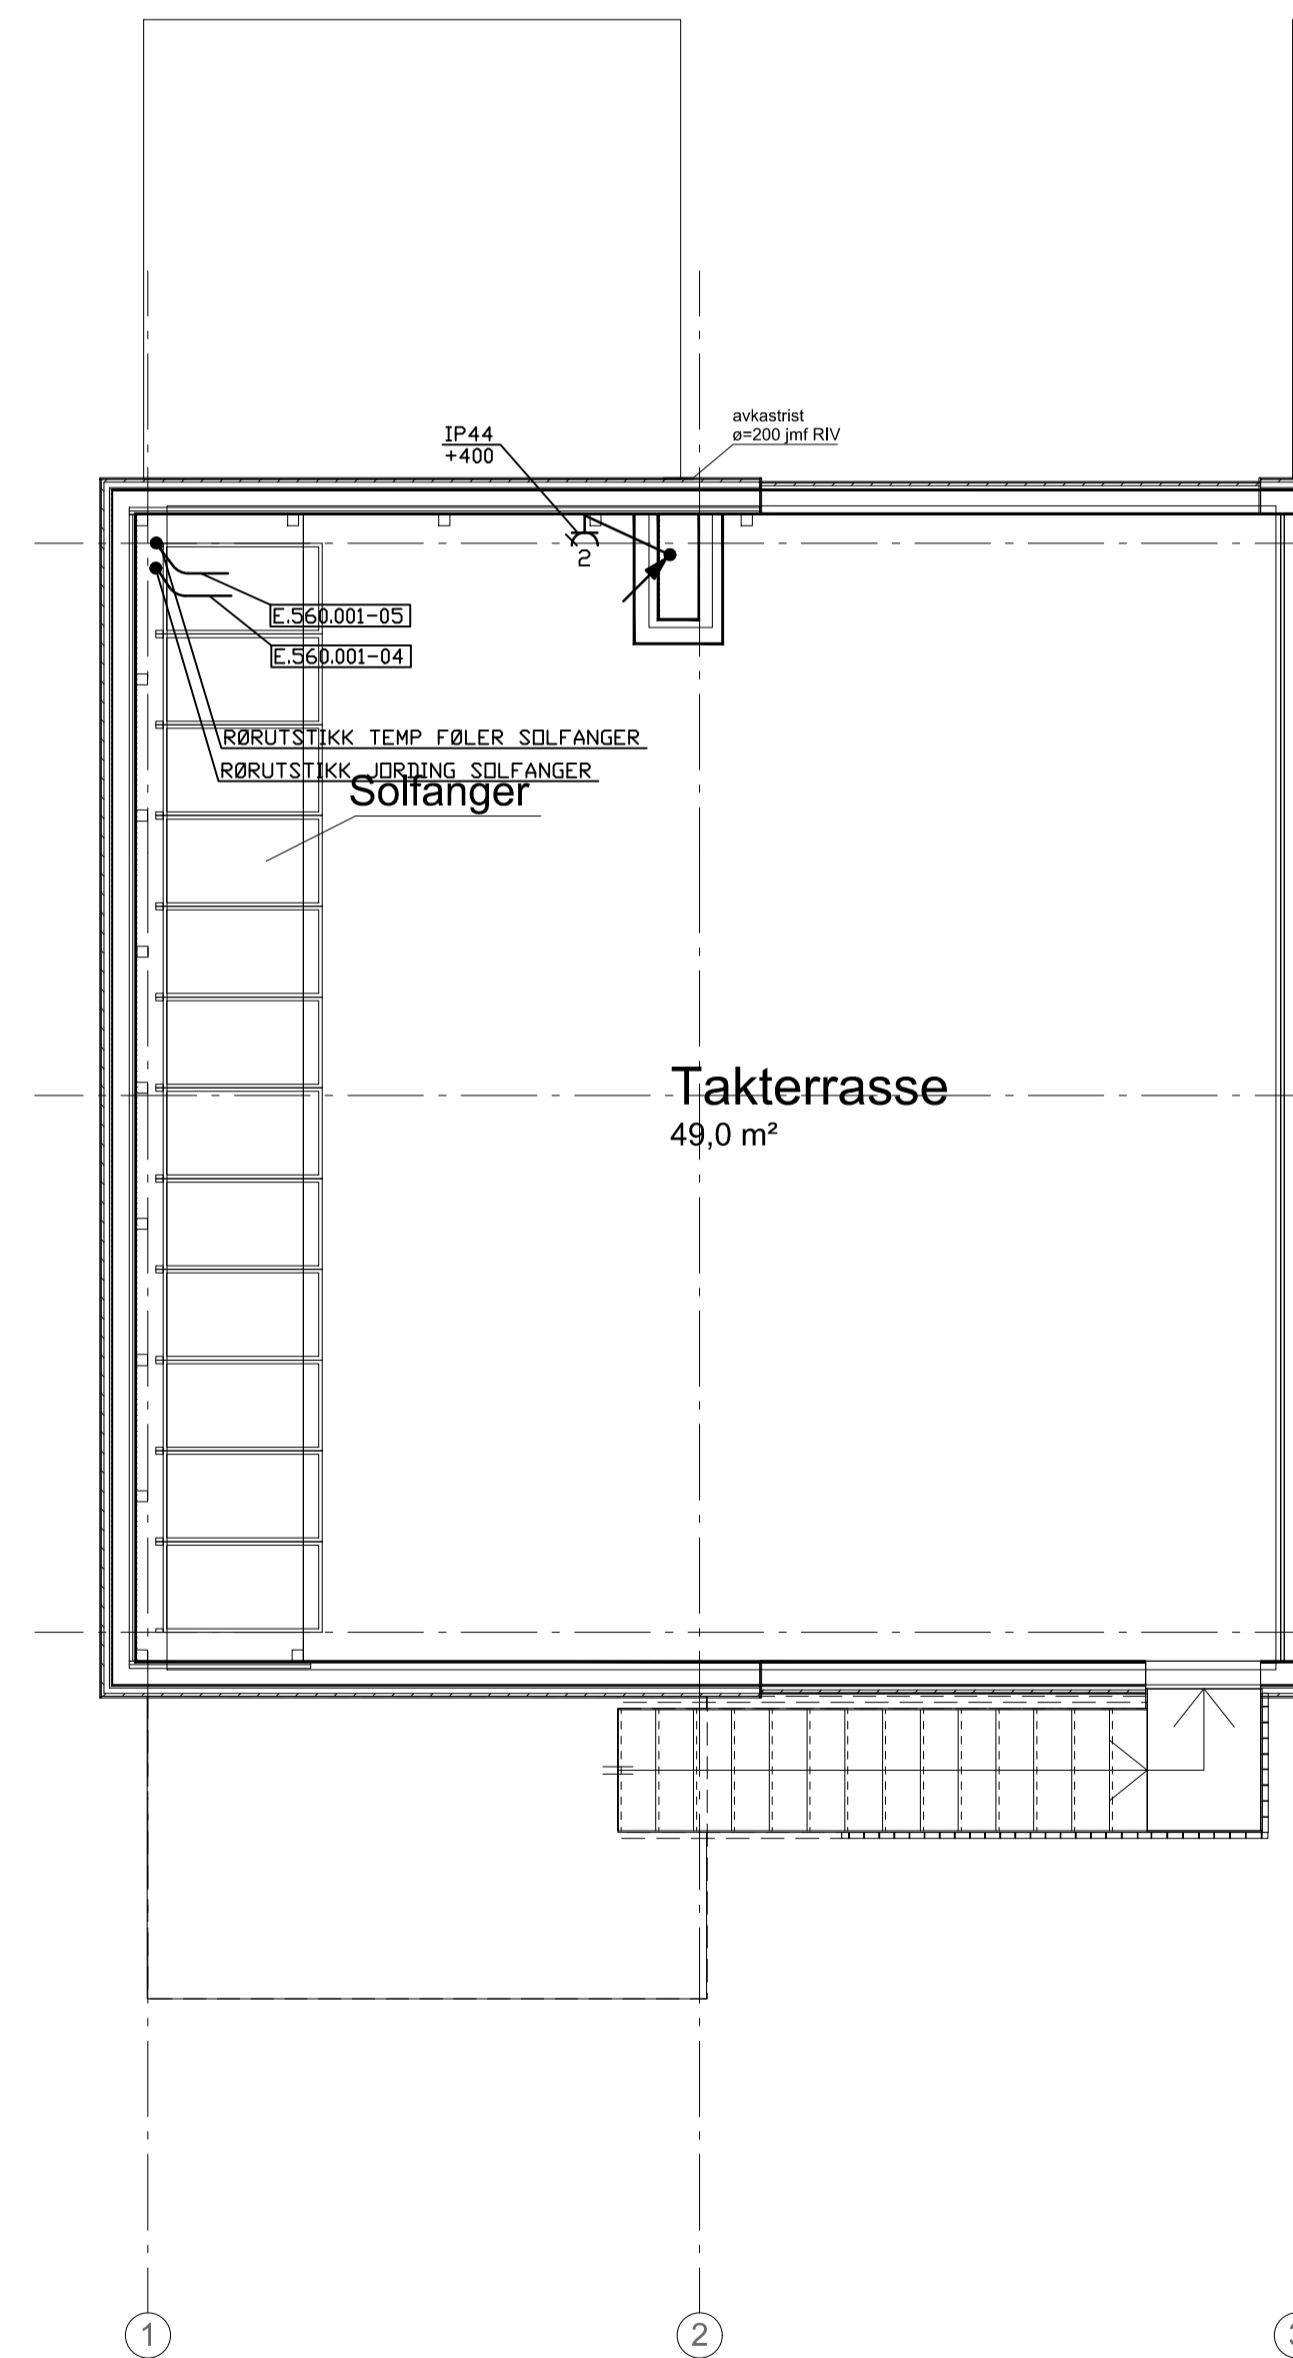 avkastrist
ø=200 jmf RIV
IP44
+400
2
E.560.001-05
E.560.001-04
RØRUTSTIKK TEMP FØLER SOLFANGER
RØRUTSTIKK JORDING SOLFANGER
Solfanger
Takterrasse
49,0 m²
1
2